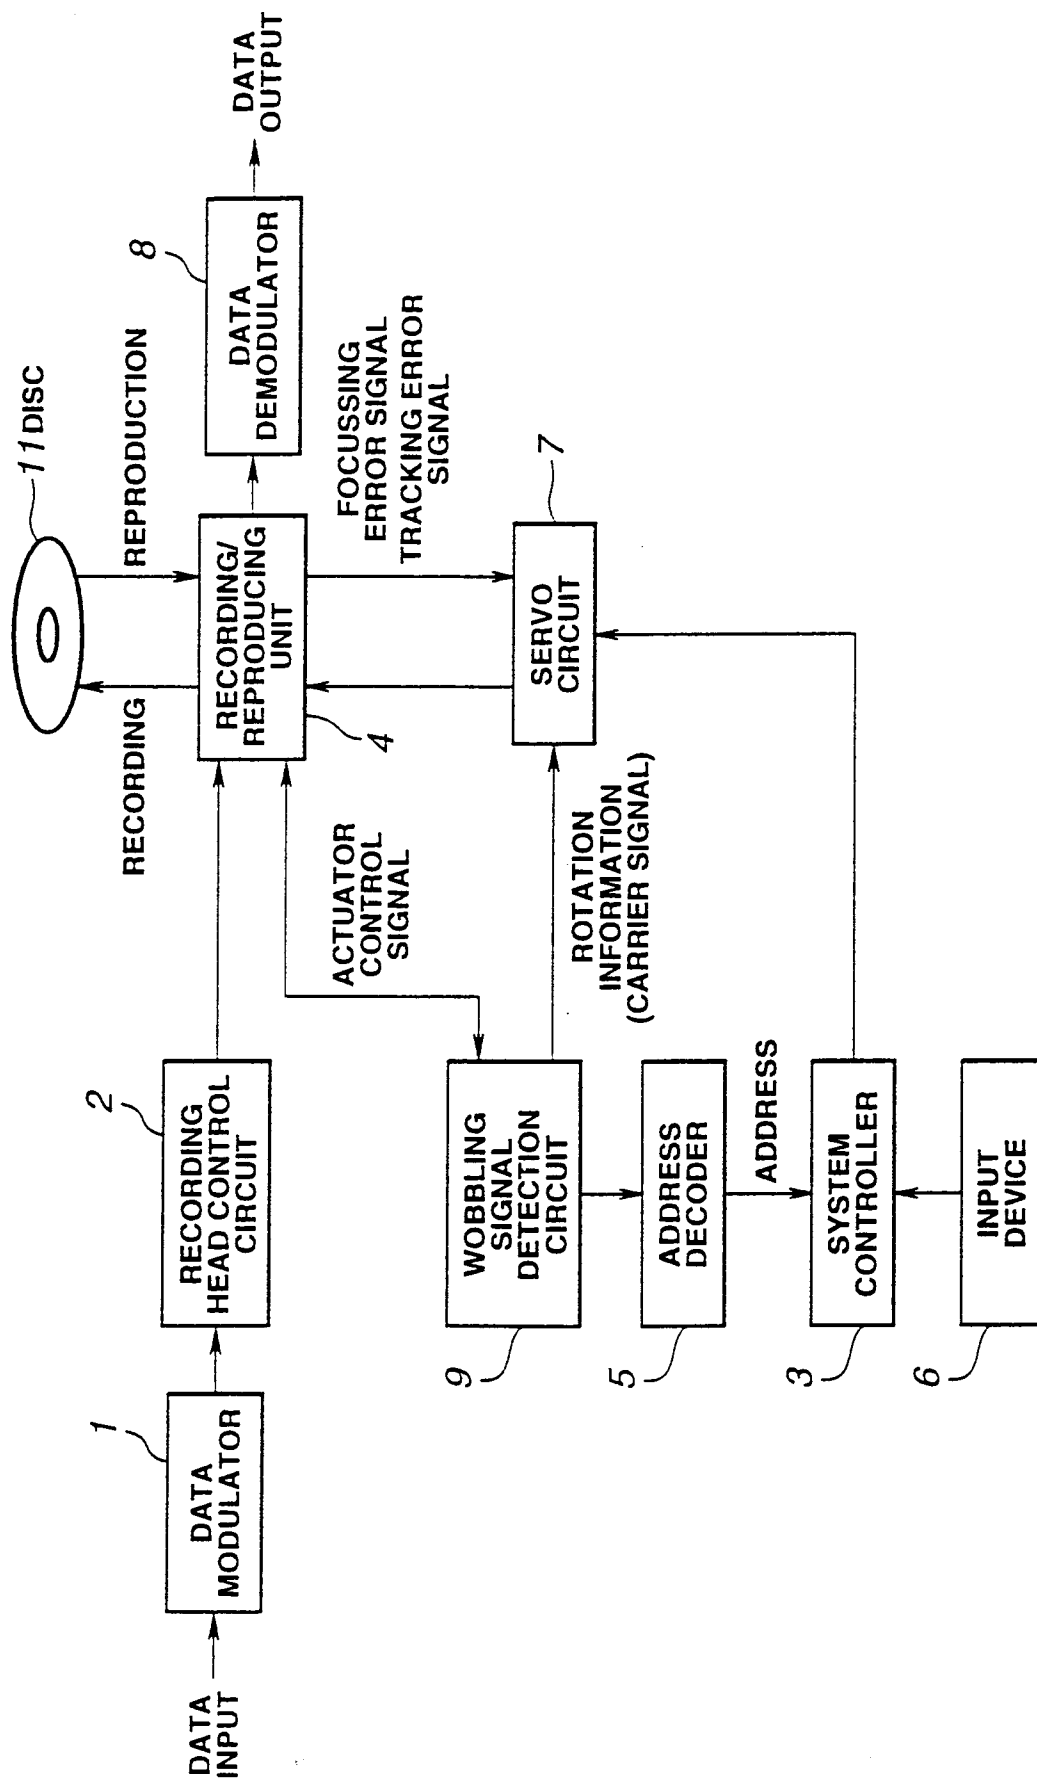 11 DISC
RECORDING
REPRODUCTION
DATA
INPUT
1
DATA
MODULATOR
2
RECORDING
HEAD CONTROL
CIRCUIT
RECORDING/
REPRODUCING
UNIT
4
8
DATA
DEMODULATOR
DATA
OUTPUT
ACTUATOR
CONTROL
SIGNAL
FOCUSSING
ERROR SIGNAL
TRACKING ERROR
SIGNAL
9
WOBBLING
SIGNAL
DETECTION
CIRCUIT
ROTATION
INFORMATION
(CARRIER SIGNAL)
7
SERVO
CIRCUIT
5
ADDRESS
DECODER
ADDRESS
3
SYSTEM
CONTROLLER
6
INPUT
DEVICE